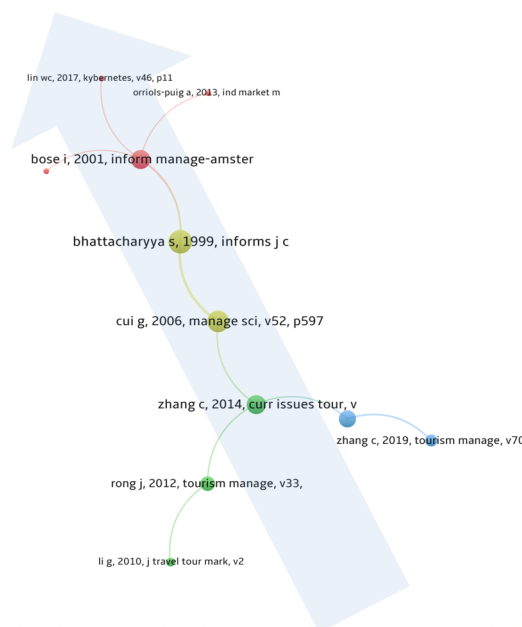 lin wc, 2017, kybernetes, v46, p11
orriols-puig a, 2013, ind market m
bose i, 2001, inform manage-amster
bhattacharyya s, 1999, informs j c
cui g, 2006, manage sci, v52, p597
zhang c, 2014, curr issues tour, v
zhang c, 2019, tourism manage, v70
rong j, 2012, tourism manage, v33,
li g, 2010, j travel tour mark, v2